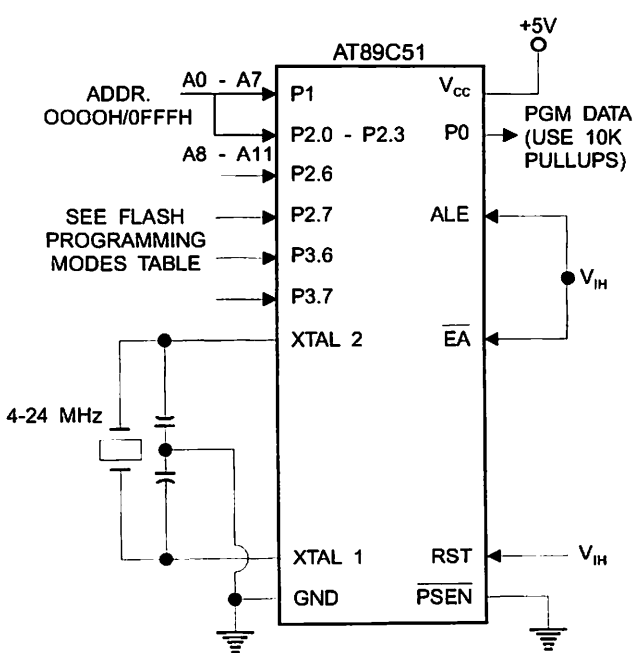 +5V
AT89C51
A0 - A7
ADDR.
OOOOH/0FFFH
P1
VCC
P2.0 - P2.3
P0
PGM DATA
(USE 10K
PULLUPS)
A8 - A11
P2.6
SEE FLASH
PROGRAMMING
MODES TABLE
P2.7
ALE
P3.6
VIH
P3.7
XTAL 2
EA
4-24 MHz
XTAL 1
RST
VIH
GND
PSEN